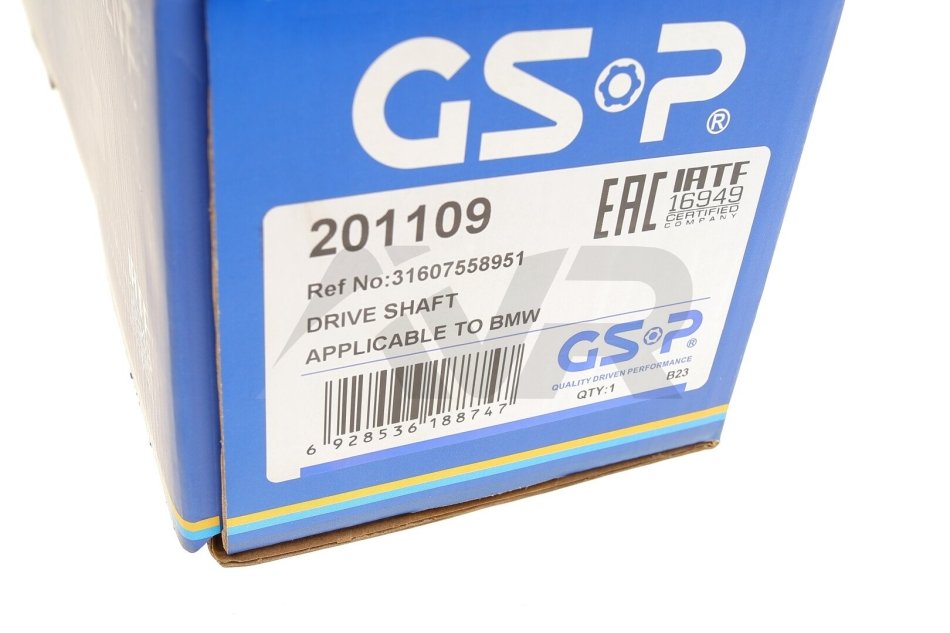 GSP®
201109
EAC
IATF
16949
CERTIFIED
COMPANY
Ref No:31607558951
DRIVE SHAFT
APPLICABLE TO BMW
GSP®
QUALITY DRIVEN PERFORMANCE
QTY:1 B23
6 928536 188747
AVR